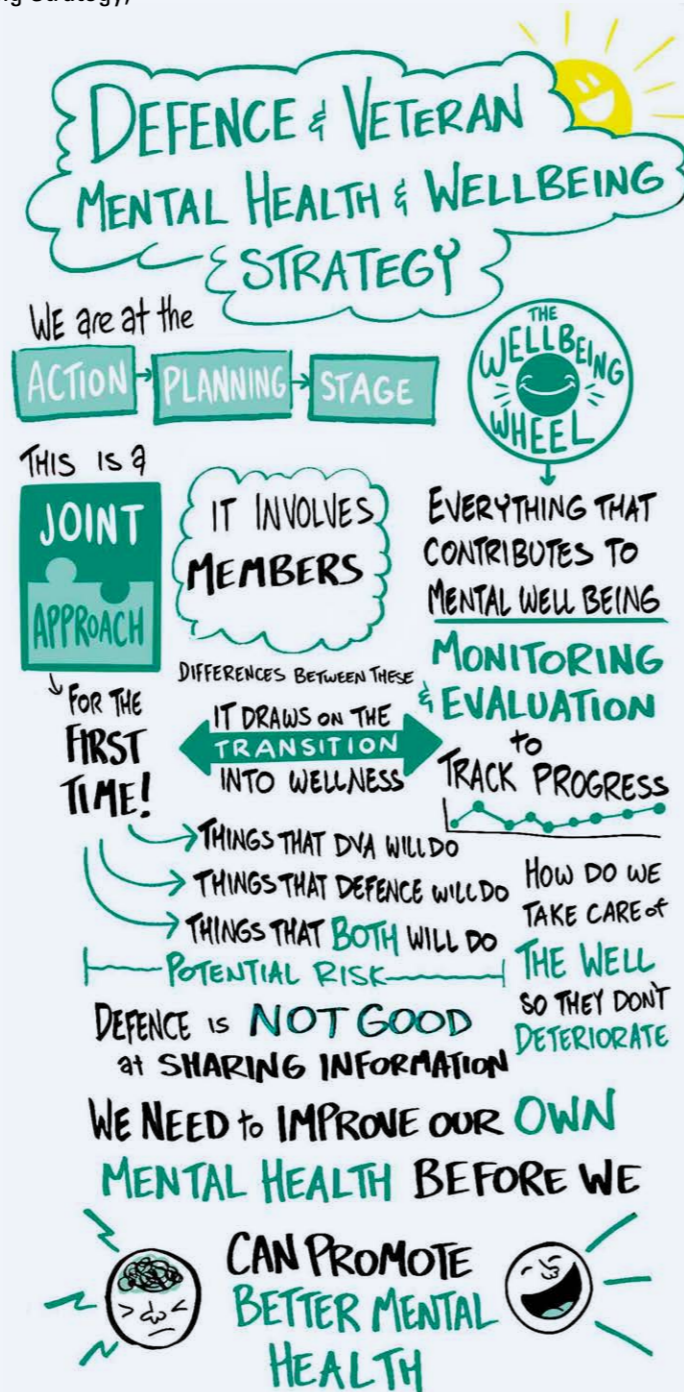 ng Strategy,
DEFENCE & VETERAN
MENTAL HEALTH & WELLBEING
STRATEGY
WE are at the
ACTION PLANNING STAGE
THE
WELLBEING
WHEEL
EVERYTHING THAT
CONTRIBUTES TO
MENTAL WELL BEING
THIS IS a
JOINT
APPROACH
FOR THE
FIRST
TIME!
IT INVOLVES
MEMBERS
DIFFERENCES BETWEEN THESE
IT DRAWS ON THE
TRANSITION
INTO WELLNESS
MONITORING
& EVALUATION
to
TRACK PROGRESS
THINGS THAT DVA WILL DO
THINGS THAT DEFENCE WILL DO
THINGS THAT BOTH WILL DO
POTENTIAL RISK
HOW DO WE
TAKE CARE of
THE WELL
SO THEY DON'T
DETERIORATE
DEFENCE IS NOT GOOD
at SHARING INFORMATION
WE NEED to IMPROVE OUR OWN
MENTAL HEALTH BEFORE WE
CAN PROMOTE
BETTER MENTAL
HEALTH